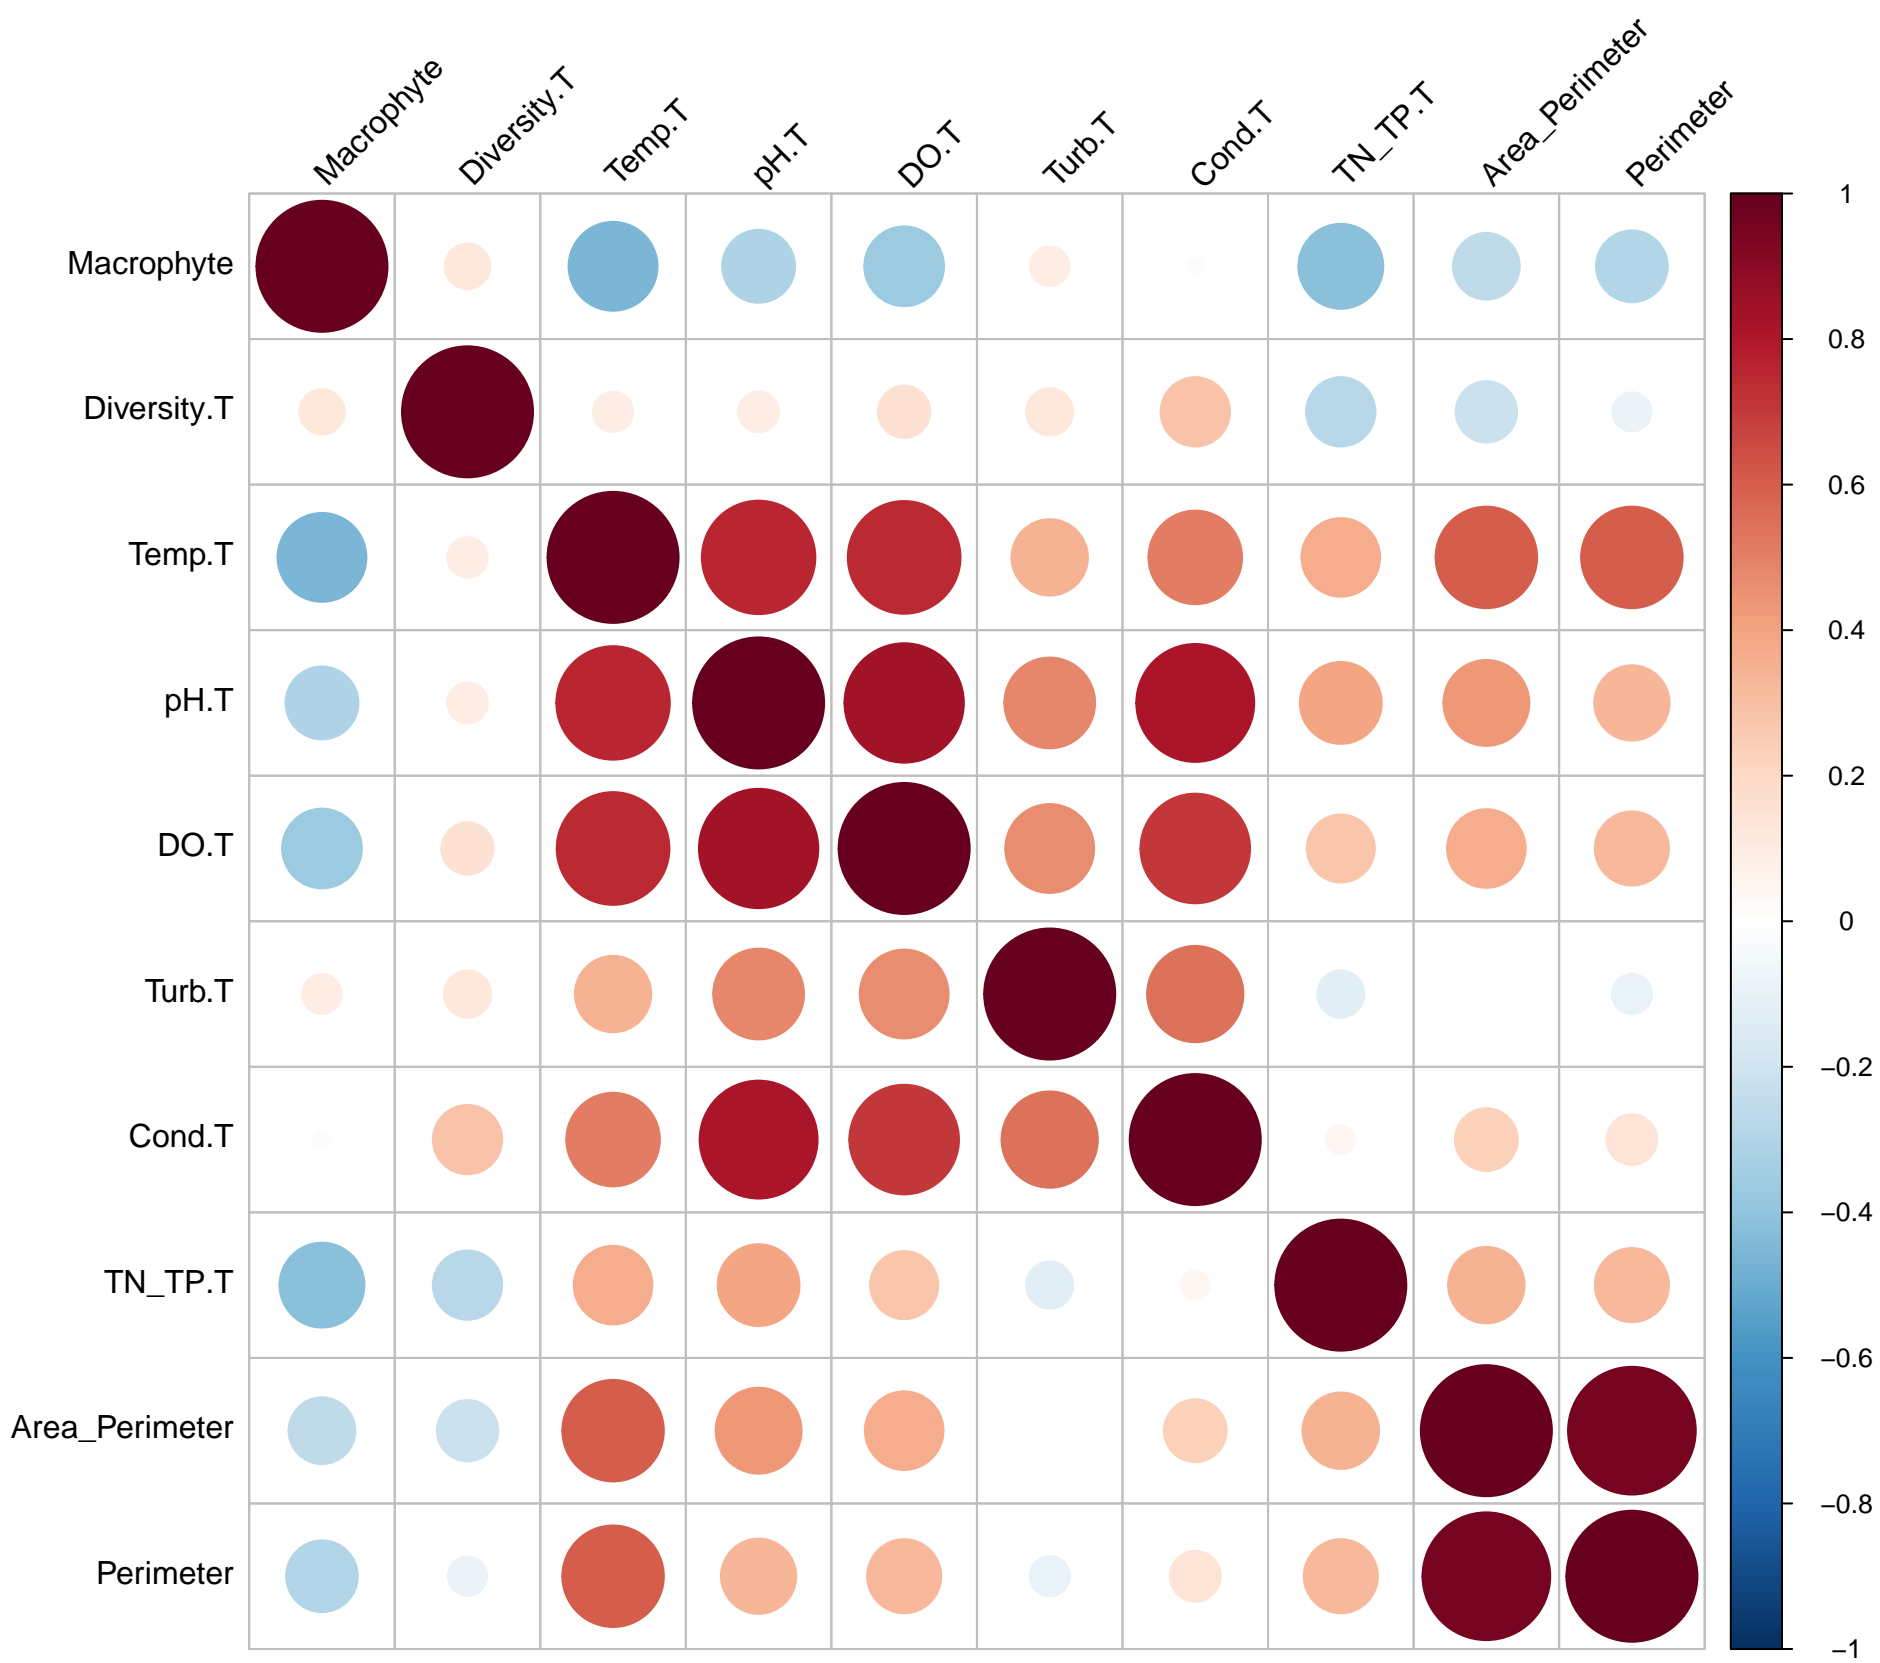 Macrophyte
Diversity.T
Temp.T
pH.T
DO.T
Turb.T
Cond.T
TN_TP.T
Area_Perimeter
Perimeter
Macrophyte
Diversity.T
Temp.T
pH.T
DO.T
Turb.T
Cond.T
TN_TP.T
Area_Perimeter
Perimeter
1
0.8
0.6
0.4
0.2
0
−0.2
−0.4
−0.6
−0.8
−1